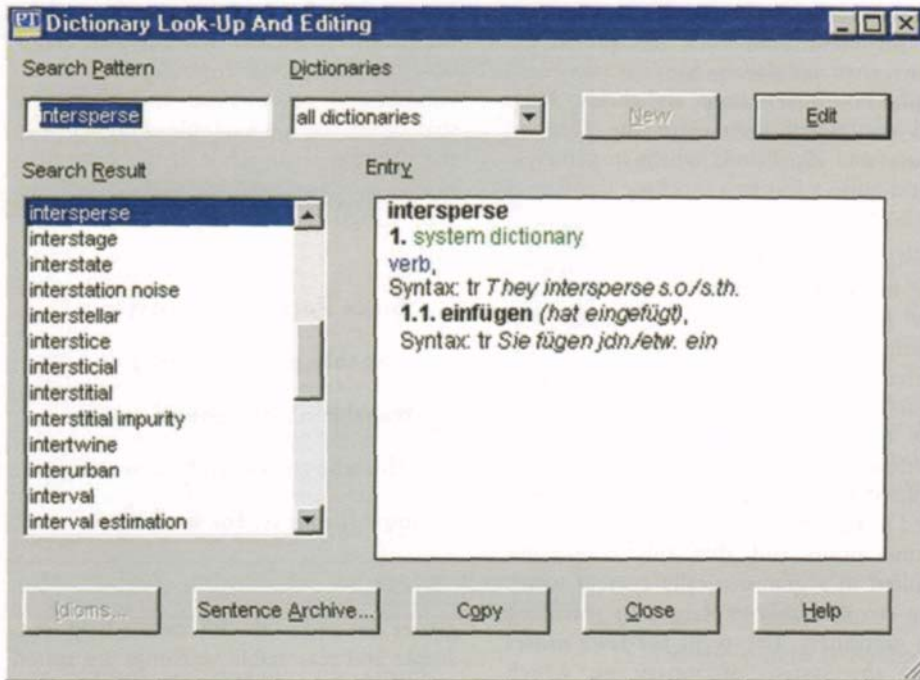 PT Dictionary Look-Up And Editing
Search Pattern
Dictionaries
intersperse
all dictionaries
New
Edit
Search Result
Entry
intersperse
interstage
interstate
interstation noise
interstellar
interstice
intersticial
interstitial
interstitial impurity
intertwine
interurban
interval
interval estimation
intersperse
1. system dictionary
verb,
Syntax: tr They intersperse s.o./s.th.
1.1. einfügen (hat eingefügt),
Syntax: tr Sie fügen jdn/etw. ein
Idioms...
Sentence Archive...
Copy
Close
Help